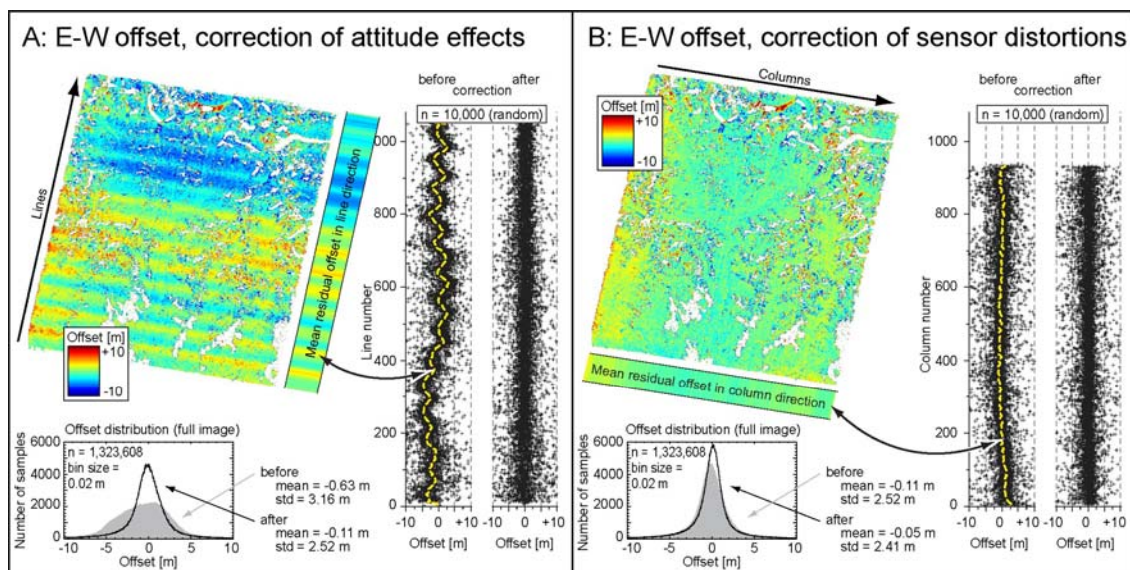 A: E-W offset, correction of attitude effects
Lines
Offset [m]
+10
-10
Mean residual offset in line direction
before
after
correction
n = 10,000 (random)
000
800
600
400
200
0
Line number
-10
0
+10
-10
0
+10
Offset [m]
Offset [m]
Offset distribution (full image)
6000
4000
2000
0
Number of samples
n = 1,323,608
bin size =
0.02 m
-10
-5
0
5
10
Offset [m]
before
mean = -0.63 m
std = 3.16 m
after
mean = -0.11 m
std = 2.52 m
B: E-W offset, correction of sensor distortions
Columns
Offset [m]
+10
-10
Mean residual offset in column direction
before
after
correction
n = 10,000 (random)
1000
800
600
400
200
0
Column number
-10
0
+10
-10
0
+10
Offset [m]
Offset [m]
Offset distribution (full image)
6000
4000
2000
0
Number of samples
n = 1,323,608
bin size =
0.02 m
-10
-5
0
5
10
Offset [m]
before
mean = -0.11 m
std = 2.52 m
after
mean = -0.05 m
std = 2.41 m